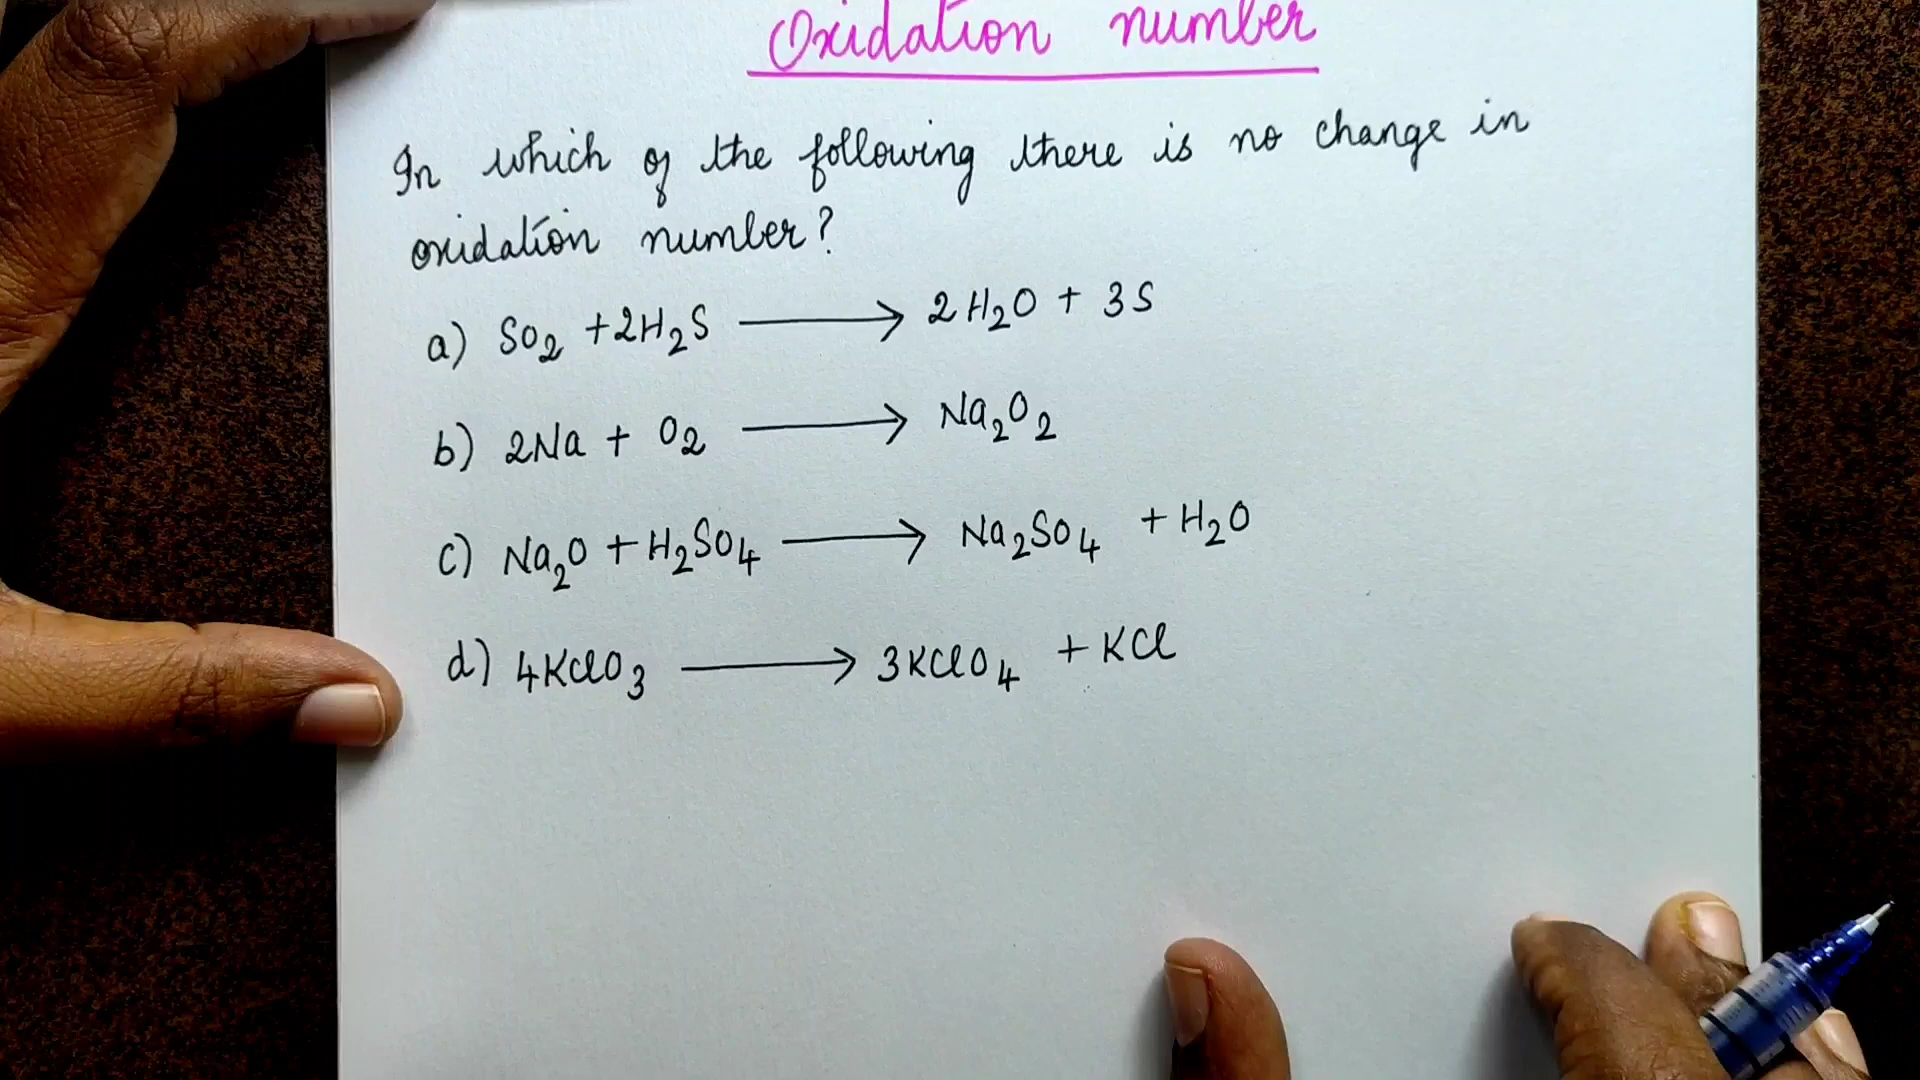 Oxidation number
In which of the following there is no change in
oxidation number?
a) SO₂ + 2H₂S ⟶ 2H₂O + 3S
b) 2Na + O₂ ⟶ Na₂O₂
c) Na₂O + H₂SO₄ ⟶ Na₂SO₄ + H₂O
d) 4KClO₃ ⟶ 3KClO₄ + KCl